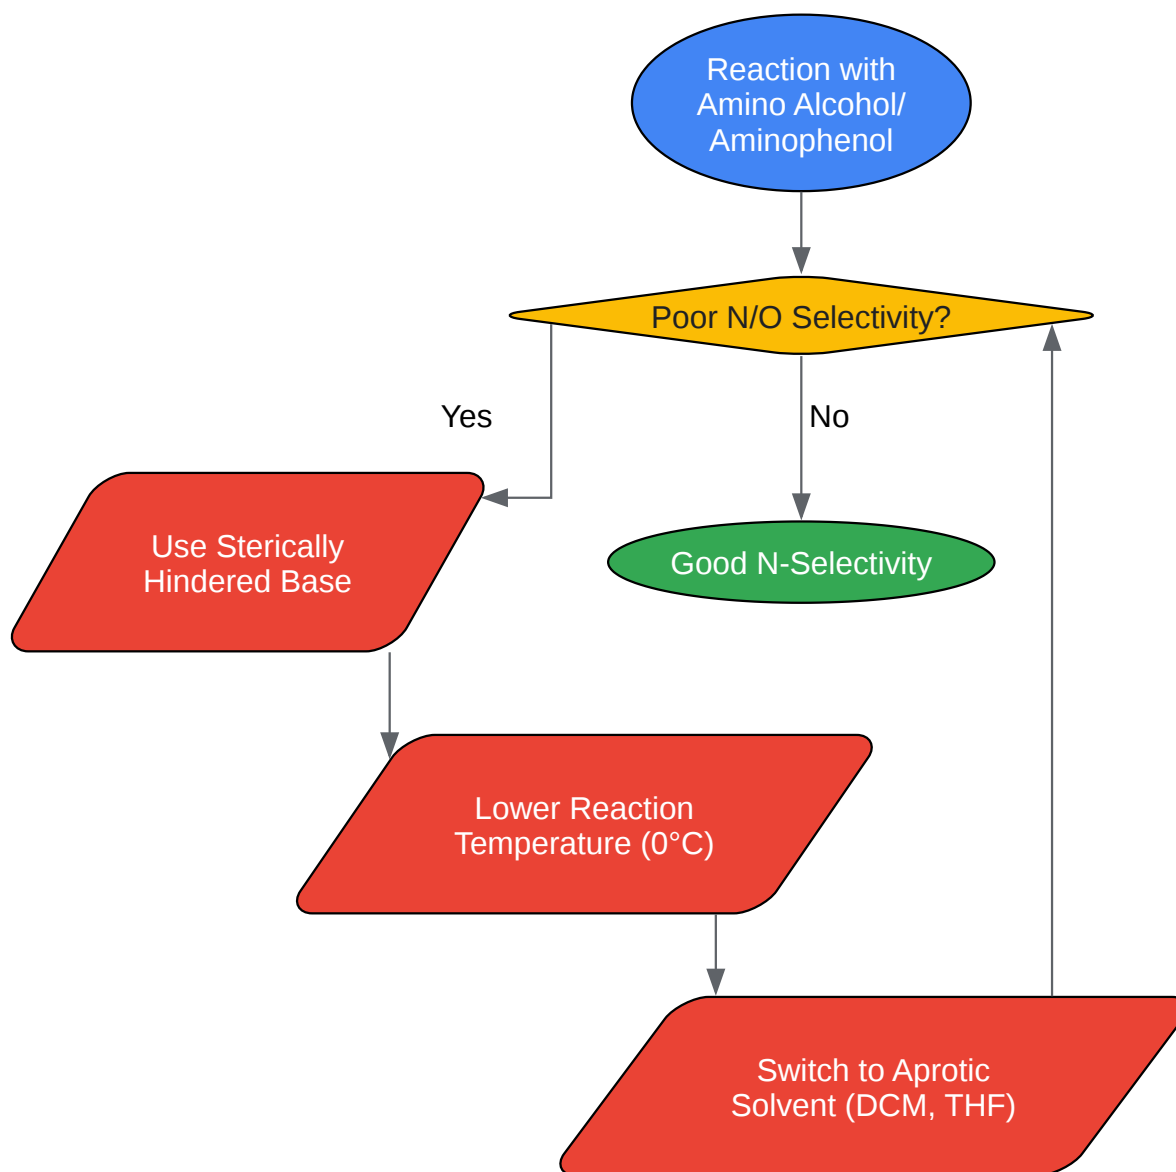 Reaction with
Amino Alcohol/
Aminophenol
Poor N/O Selectivity?
Yes
No
Use Sterically
Hindered Base
Good N-Selectivity
Lower Reaction
Temperature (0°C)
Switch to Aprotic
Solvent (DCM, THF)